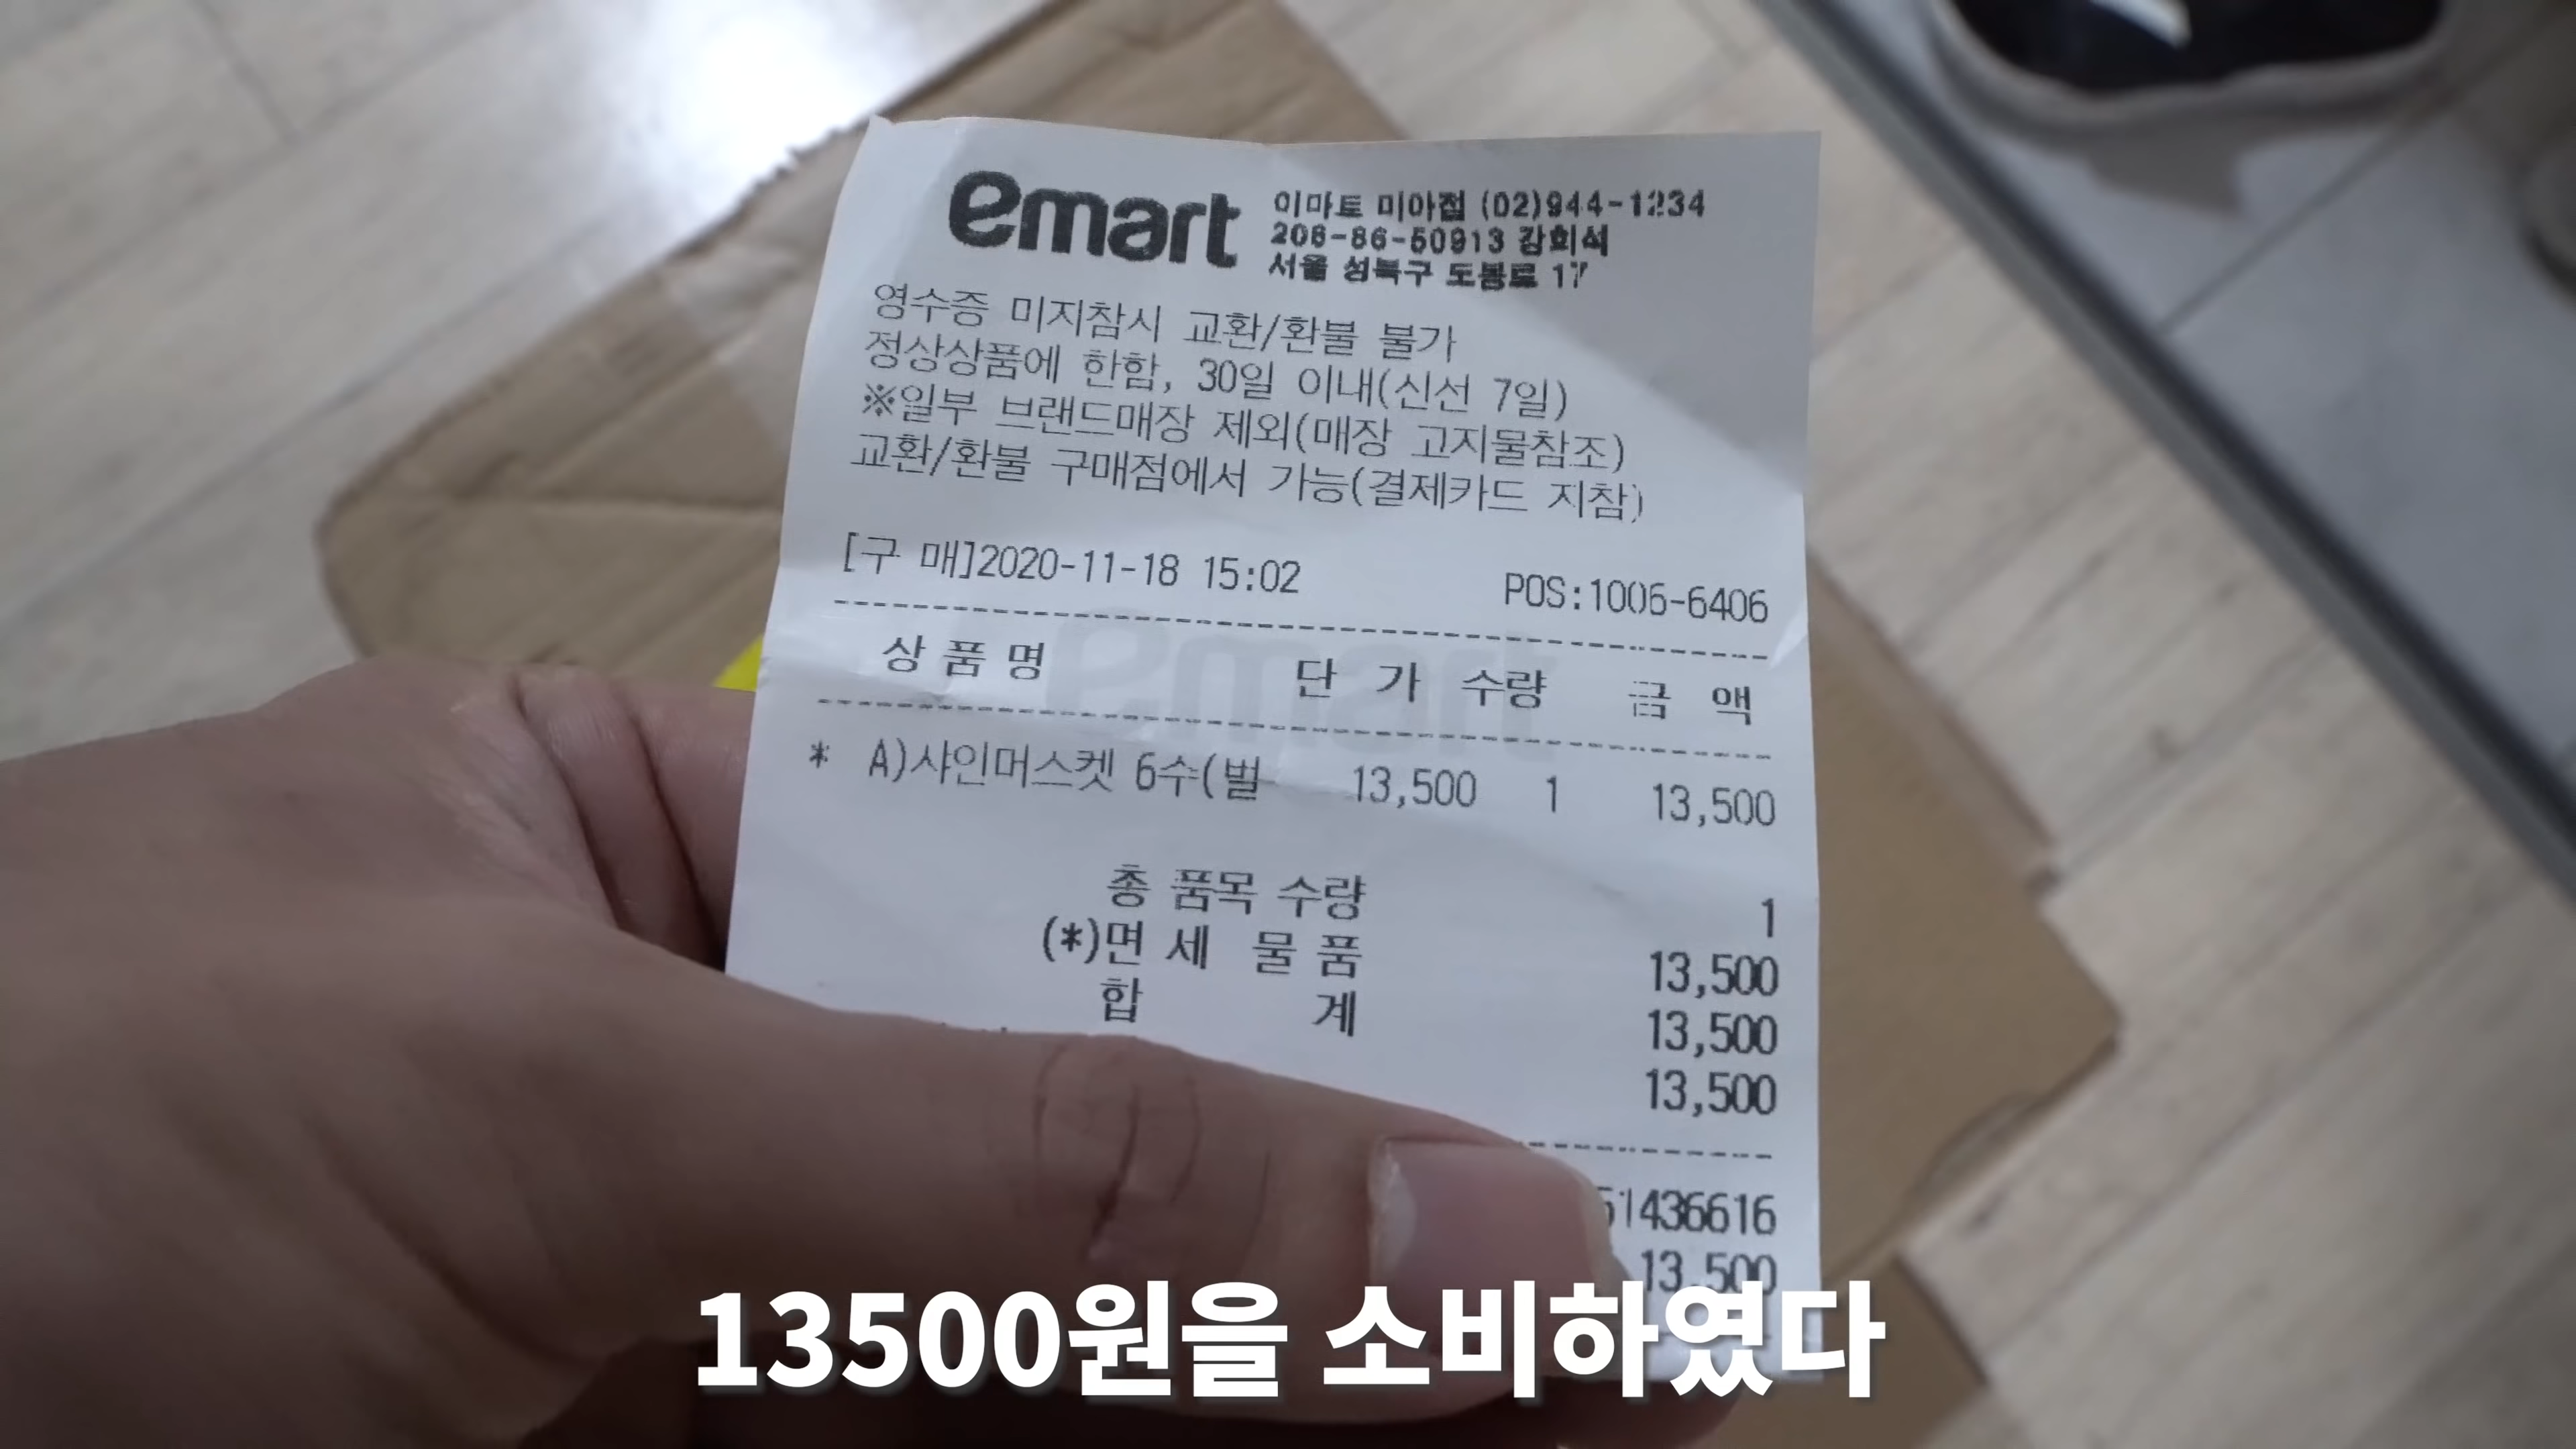 emart
이마트 미아점 (02)944-1234
206-86-50913 강희석
서울 성북구 도봉로 17
영수증 미지참시 교환/환불 불가
정상상품에 한함, 30일 이내(신선 7일)
※일부 브랜드매장 제외(매장 고지물참조)
교환/환불 구매점에서 가능(결제카드 지참)
[구 매]2020-11-18 15:02 POS:1006-6406
상 품 명 단 가 수량 금 액
* A)샤인머스켓 6수(벌 13,500 1 13,500
총 품목 수량 1
(*)면 세 물 품 13,500
합 계 13,500
13,500
1436616
13,500
13500원을 소비하였다